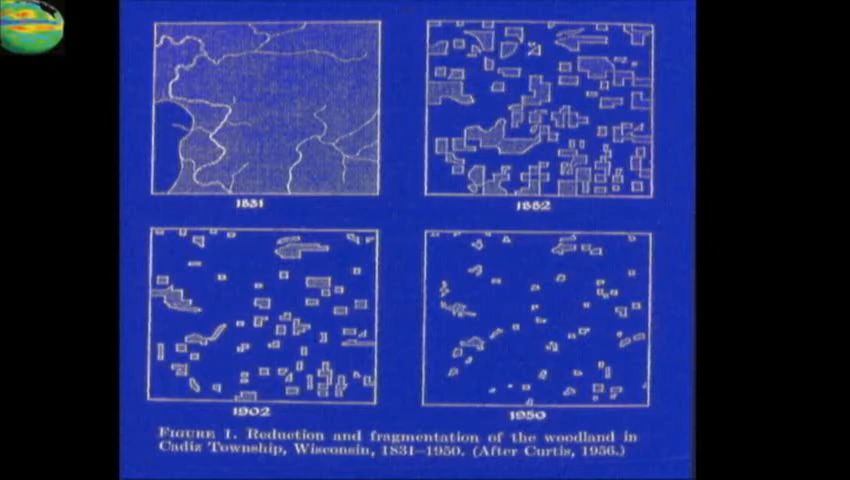 1831
1882
1902
1950
FIGURE 1. Reduction and fragmentation of the woodland in
Cadiz Township, Wisconsin, 1831–1950. (After Curtis, 1956.)